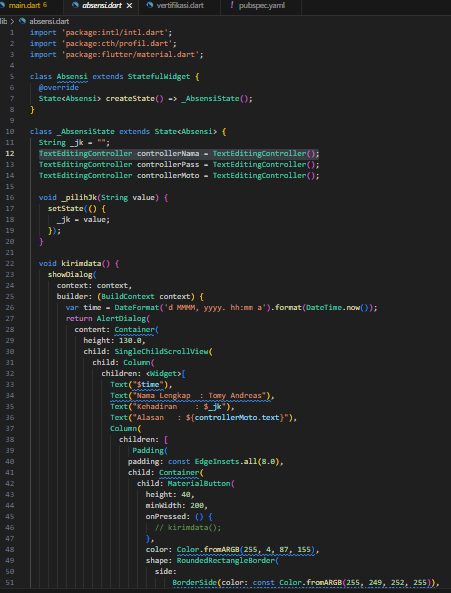 main.dart 6 absensi.dart × vertifikasi.dart ! pubspec.yaml
lib > absensi.dart
1 import 'package:intl/intl.dart';
2 import 'package:cth/profil.dart';
3 import 'package:flutter/material.dart';
4
5 class Absensi extends StatefulWidget {
6 @override
7 State<Absensi> createState() => _AbsensiState();
8 }
9
10 class _AbsensiState extends State<Absensi> {
11 String _jk = "";
12 TextEditingController controllerNama = TextEditingController();
13 TextEditingController controllerPass = TextEditingController();
14 TextEditingController controllerMoto = TextEditingController();
15
16 void _pilihJk(String value) {
17 setState(() {
18 _jk = value;
19 });
20 }
21
22 void kirimdata() {
23 showDialog(
24 context: context,
25 builder: (BuildContext context) {
26 var time = DateFormat('d MMMM, yyyy. hh:mm a').format(DateTime.now());
27 return AlertDialog(
28 content: Container(
29 height: 130.0,
30 child: SingleChildScrollView(
31 child: Column(
32 children: <Widget>[
33 Text("$time"),
34 Text("Nama Lengkap : Tomy Andreas"),
35 Text("Kehadiran : $_jk"),
36 Text("Alasan : ${controllerMoto.text}"),
37 Column(
38 children: [
39 Padding(
40 padding: const EdgeInsets.all(8.0),
41 child: Container(
42 child: MaterialButton(
43 height: 40,
44 minWidth: 200,
45 onPressed: () {
46 // kirimdata();
47 },
48 color: Color.fromARGB(255, 4, 87, 155),
49 shape: RoundedRectangleBorder(
50 side:
51 BorderSide(color: const Color.fromARGB(255, 249, 252, 255)),